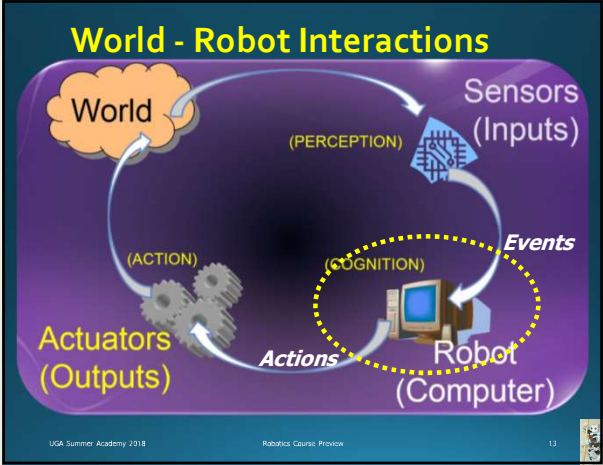 World - Robot Interactions
World
Sensors
(Inputs)
(PERCEPTION)
Events
(ACTION)
(COGNITION)
Actuators
(Outputs)
Actions
Robot
(Computer)
UGA Summer Academy 2018
Robotics Course Preview
13